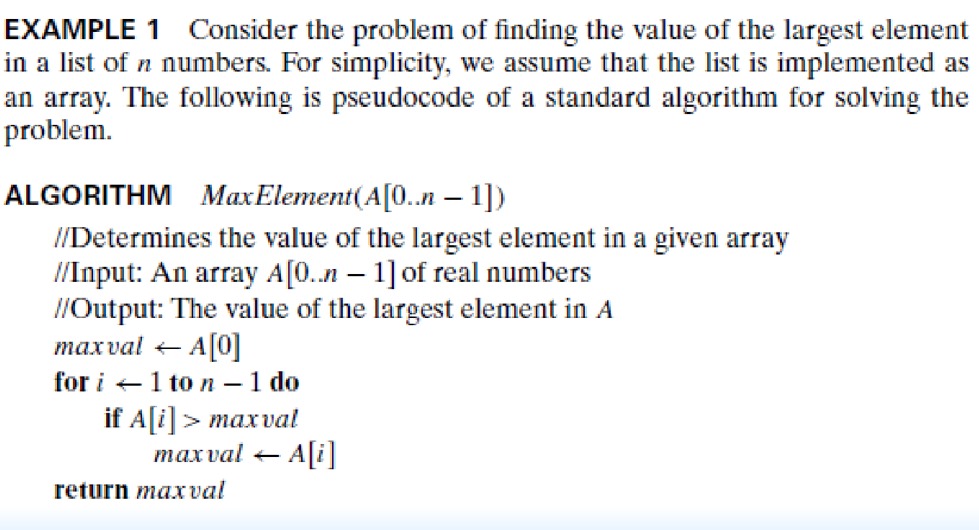 EXAMPLE 1 Consider the problem of finding the value of the largest element
in a list of n numbers. For simplicity, we assume that the list is implemented as
an array. The following is pseudocode of a standard algorithm for solving the
problem.
ALGORITHM MaxElement(A[0..n − 1])
//Determines the value of the largest element in a given array
//Input: An array A[0..n − 1] of real numbers
//Output: The value of the largest element in A
maxval ← A[0]
for i ← 1 to n − 1 do
if A[i] > maxval
maxval ← A[i]
return maxval